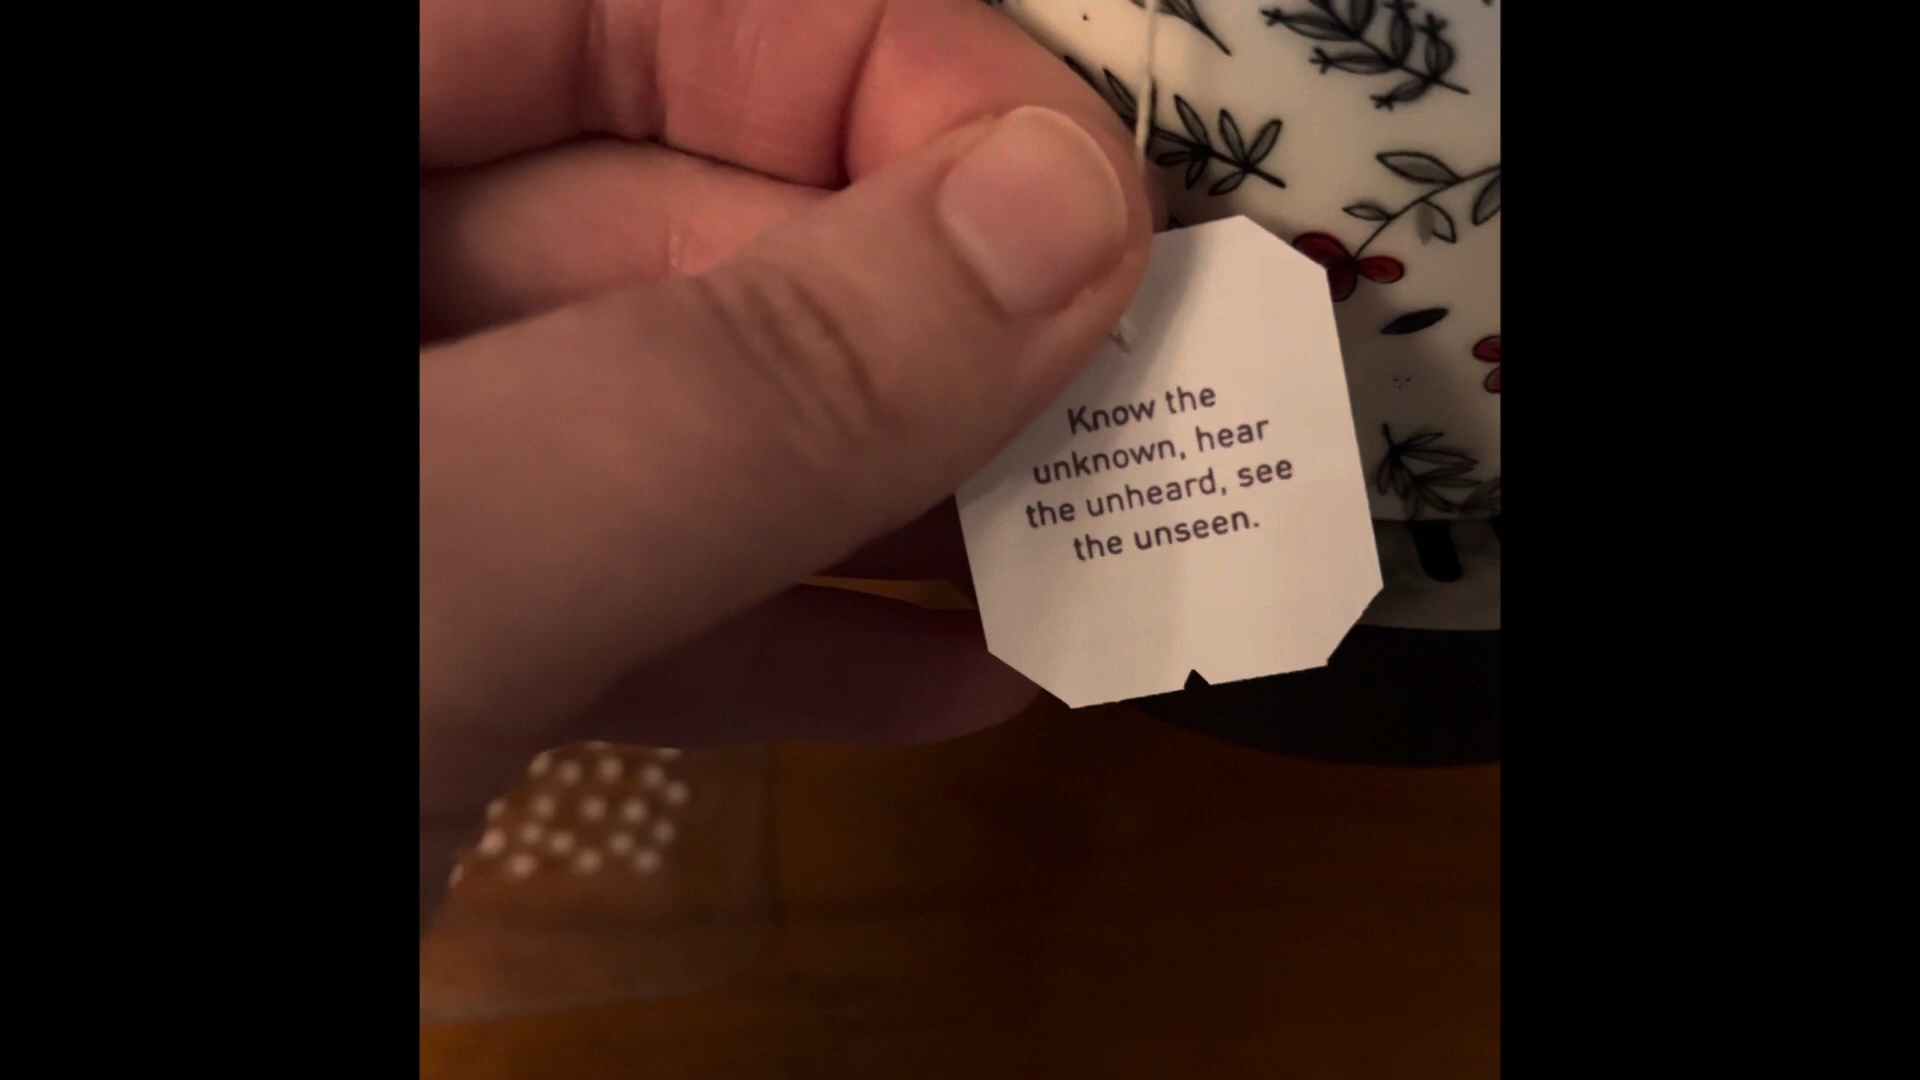 Know the
unknown, hear
the unheard, see
the unseen.